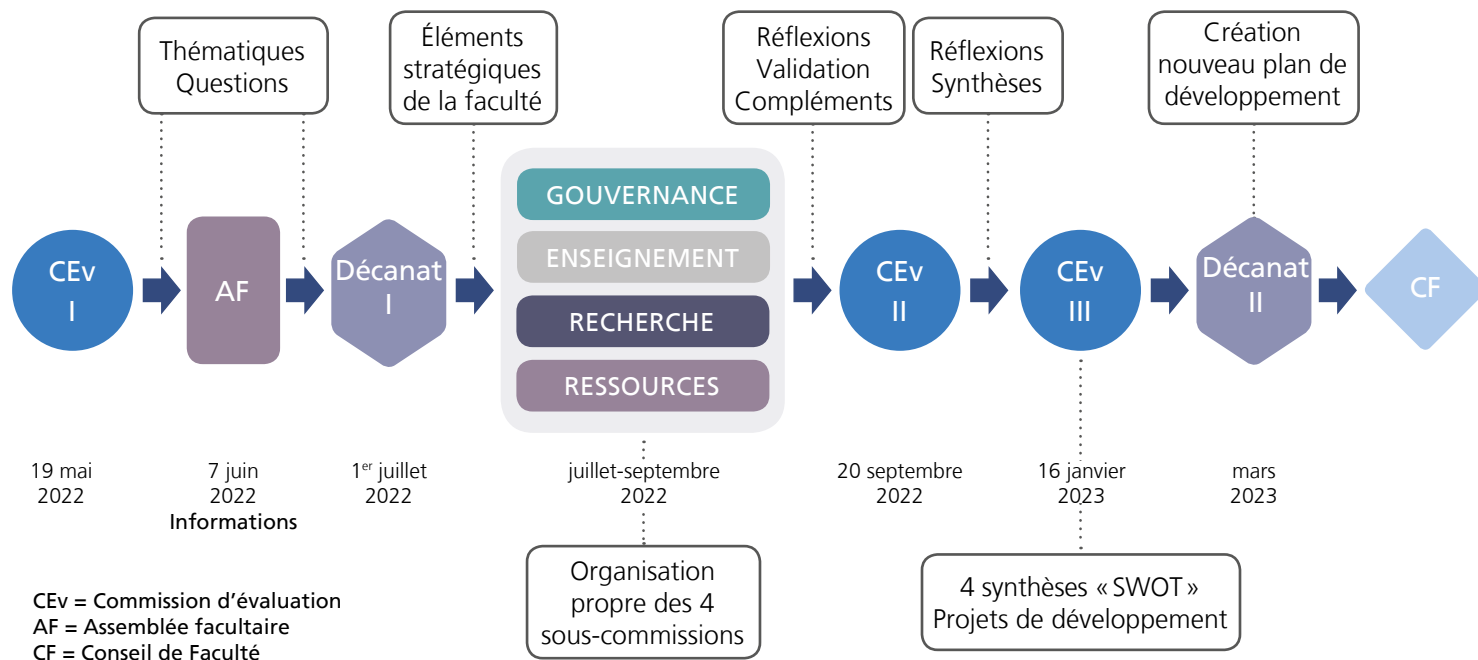 Thématiques
Questions
Éléments
stratégiques
de la faculté
Réflexions
Validation
Compléments
Réflexions
Synthèses
Création
nouveau plan de
développement
CEv
I
AF
Décanat
I
GOUVERNANCE
ENSEIGNEMENT
RECHERCHE
RESSOURCES
CEv
II
CEv
III
Décanat
II
CF
19 mai
2022
7 juin
2022
Informations
1er juillet
2022
juillet-septembre
2022
20 septembre
2022
16 janvier
2023
mars
2023
Organisation
propre des 4
sous-commissions
4 synthèses « SWOT »
Projets de développement
CEv = Commission d'évaluation
AF = Assemblée facultaire
CF = Conseil de Faculté